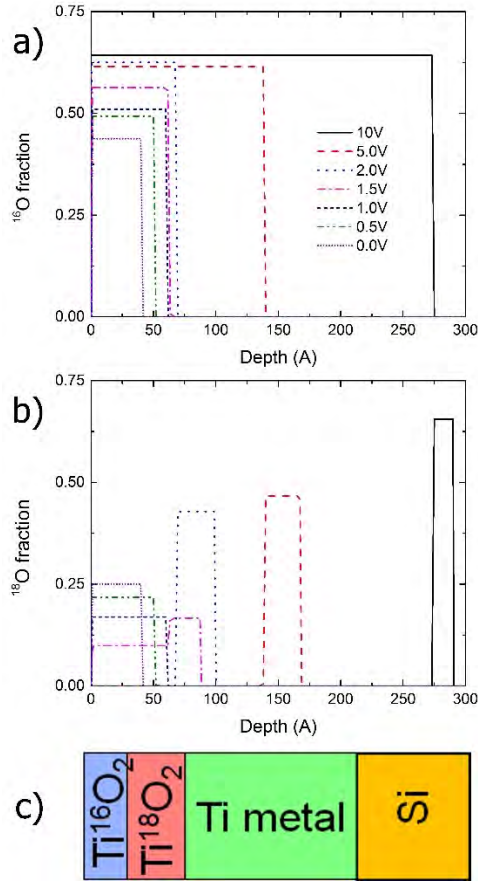 a)
0.75
0.50
0.25
0.00
¹⁶O fraction
10V
5.0V
2.0V
1.5V
1.0V
0.5V
0.0V
0 50 100 150 200 250 300
Depth (A)
b)
0.75
0.50
0.25
0.00
¹⁸O fraction
0 50 100 150 200 250 300
Depth (A)
c)
Ti¹⁶O₂
Ti¹⁸O₂
Ti metal
Si